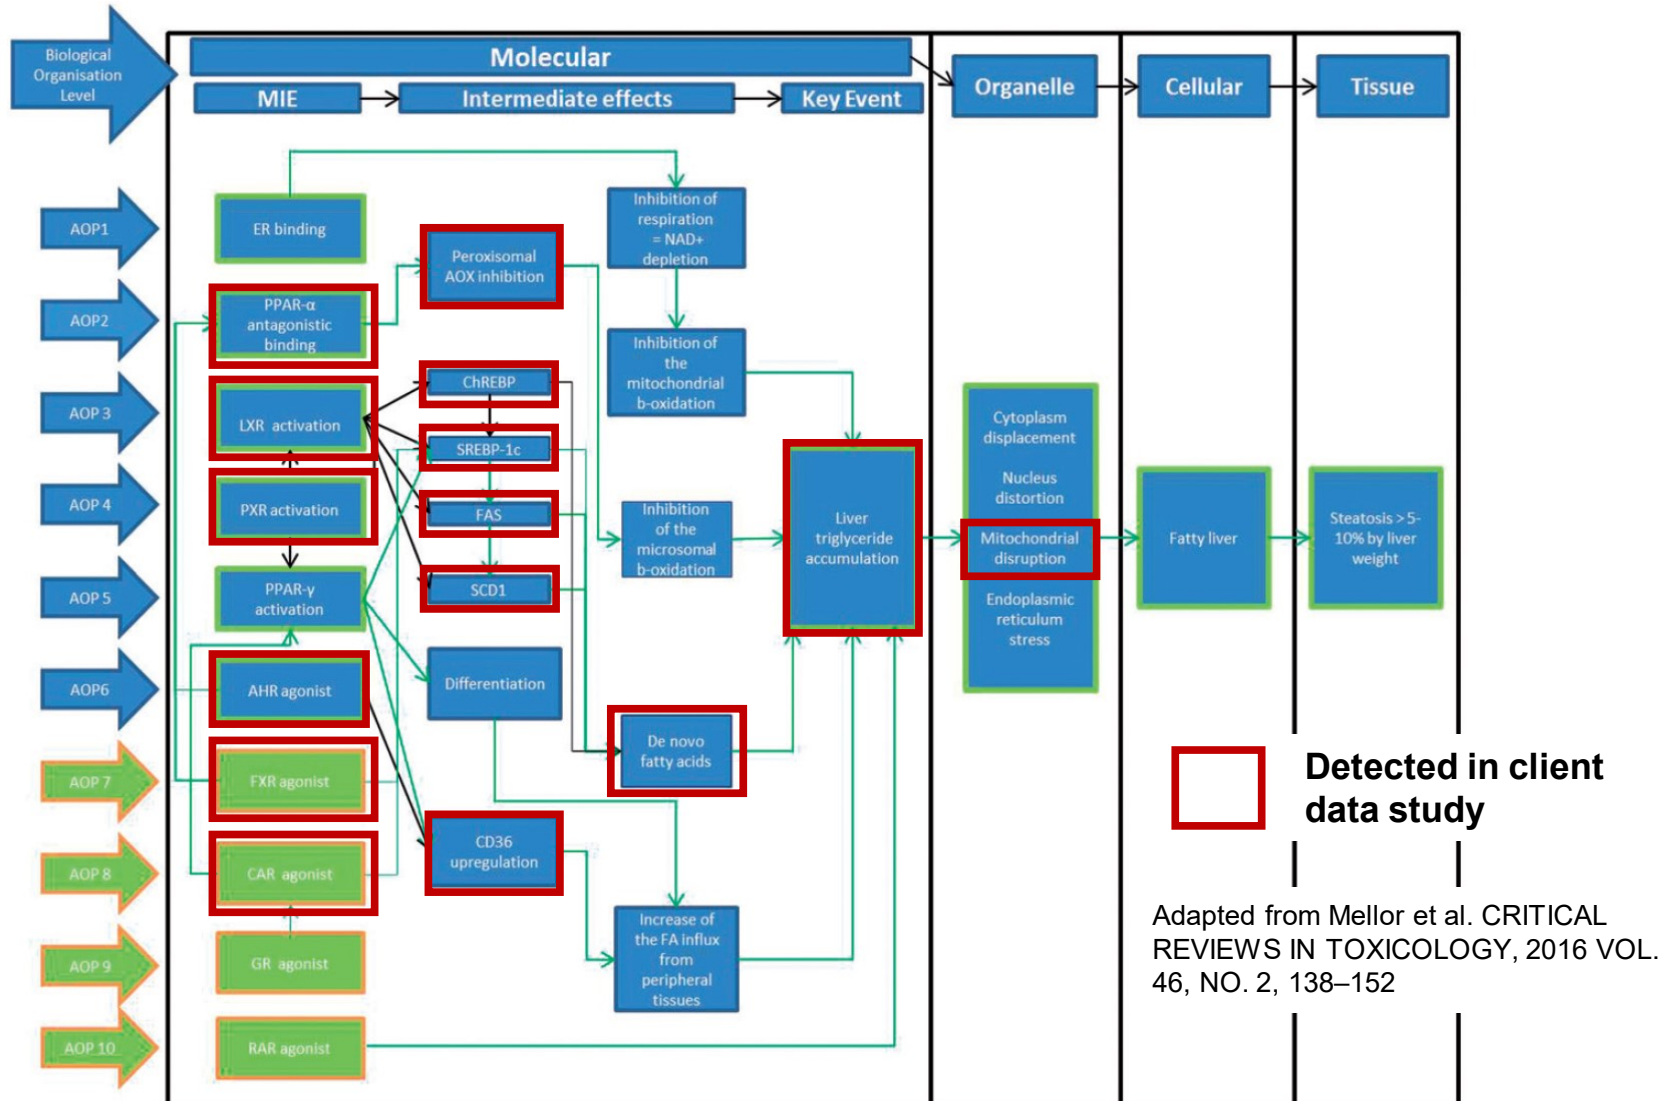 Biological
Organisation
Level
Molecular
MIE
Intermediate effects
Key Event
Organelle
Cellular
Tissue
AOP1
ER binding
Inhibition of
respiration
= NAD+
depletion
Peroxisomal
AOX inhibition
AOP2
PPAR-α
antagonistic
binding
Inhibition of
the
mitochondrial
b-oxidation
AOP 3
LXR activation
ChREBP
SREBP-1c
AOP 4
PXR activation
FAS
Inhibition
of the
microsomal
b-oxidation
Liver
triglyceride
accumulation
Cytoplasm
displacement
Nucleus
distortion
Mitochondrial
disruption
Endoplasmic
reticulum
stress
Fatty liver
Steatosis > 5-
10% by liver
weight
AOP 5
PPAR-γ
activation
SCD1
AOP6
AHR agonist
Differentiation
De novo
fatty acids
AOP 7
FXR agonist
AOP 8
CAR agonist
CD36
upregulation
AOP 9
GR agonist
Increase of
the FA influx
from
peripheral
tissues
AOP 10
RAR agonist
Detected in client
data study
Adapted from Mellor et al. CRITICAL
REVIEWS IN TOXICOLOGY, 2016 VOL.
46, NO. 2, 138–152